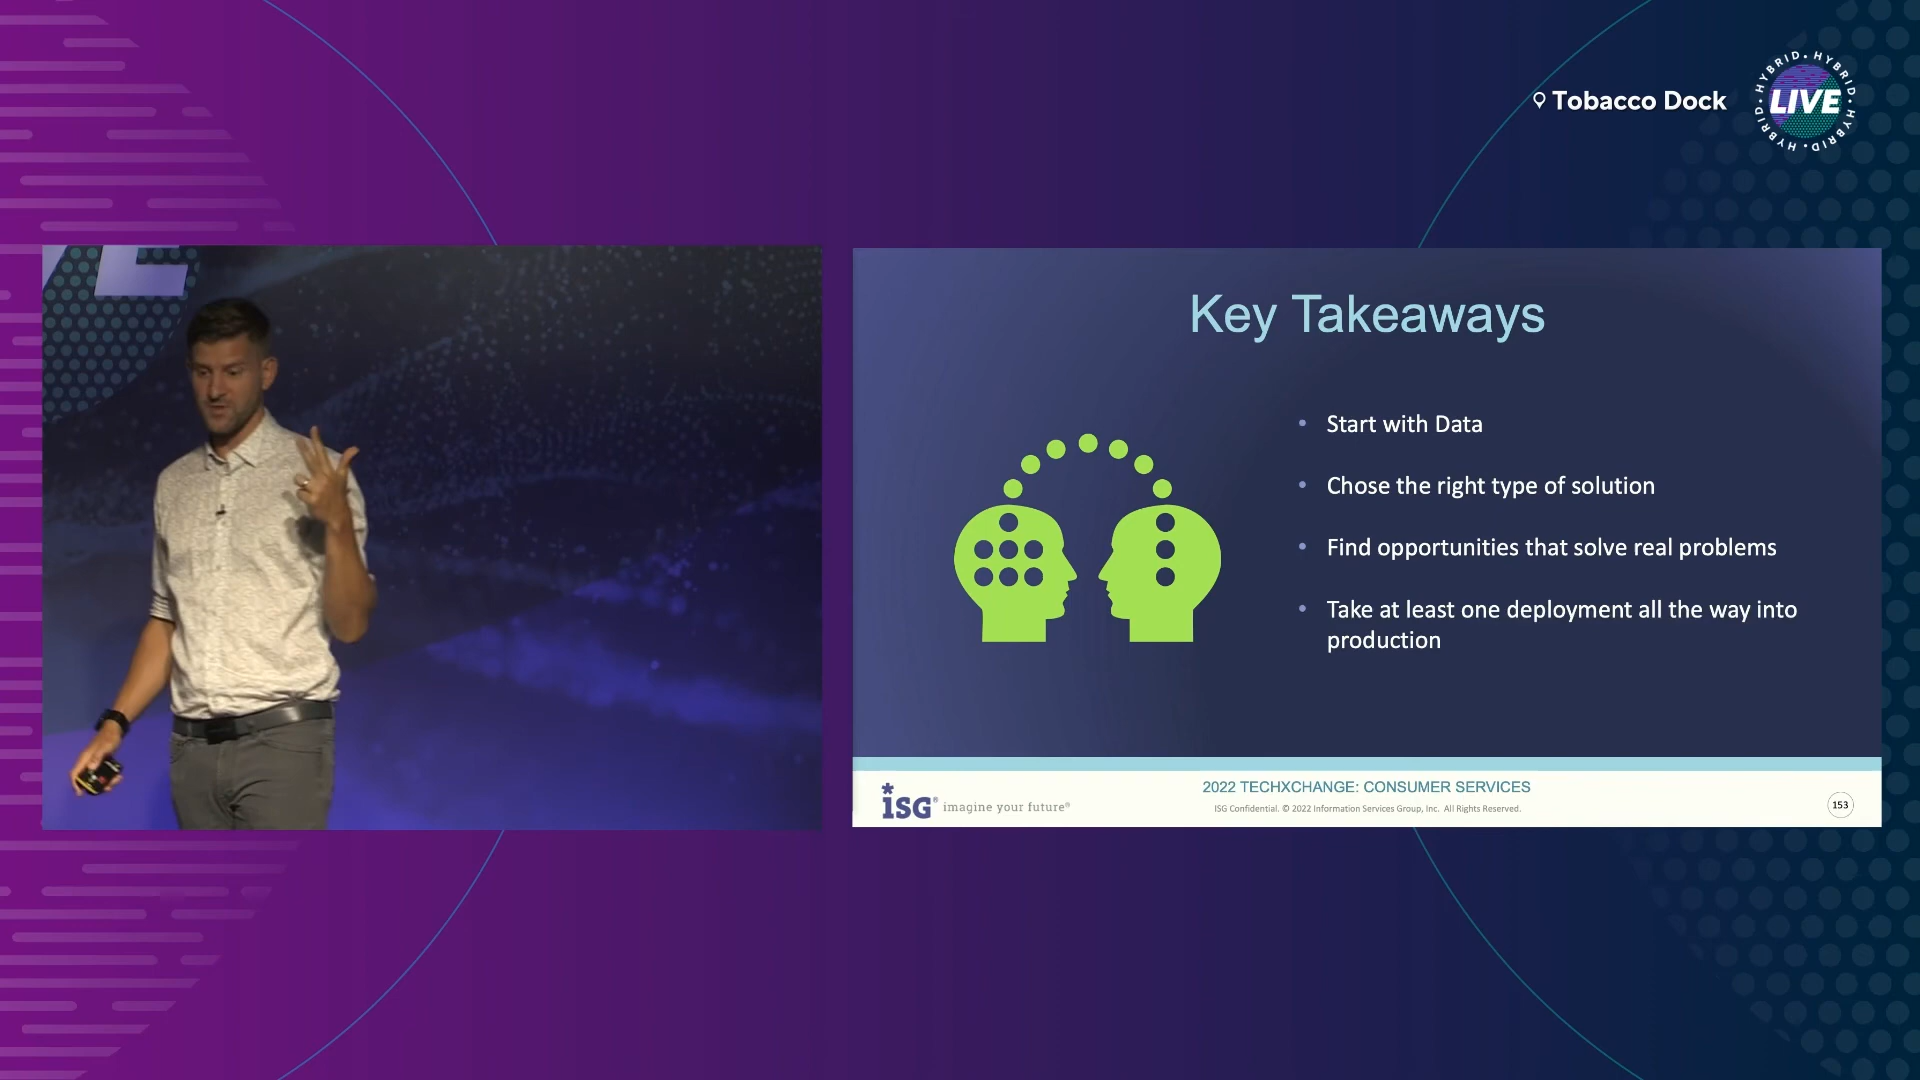 Tobacco Dock
HYBRID • HYBRID • HYBRID • HYBRID •
LIVE
Key Takeaways
• Start with Data
• Chose the right type of solution
• Find opportunities that solve real problems
• Take at least one deployment all the way into
production
2022 TECHXCHANGE: CONSUMER SERVICES
ISG® imagine your future®
ISG Confidential. © 2022 Information Services Group, Inc. All Rights Reserved.
153